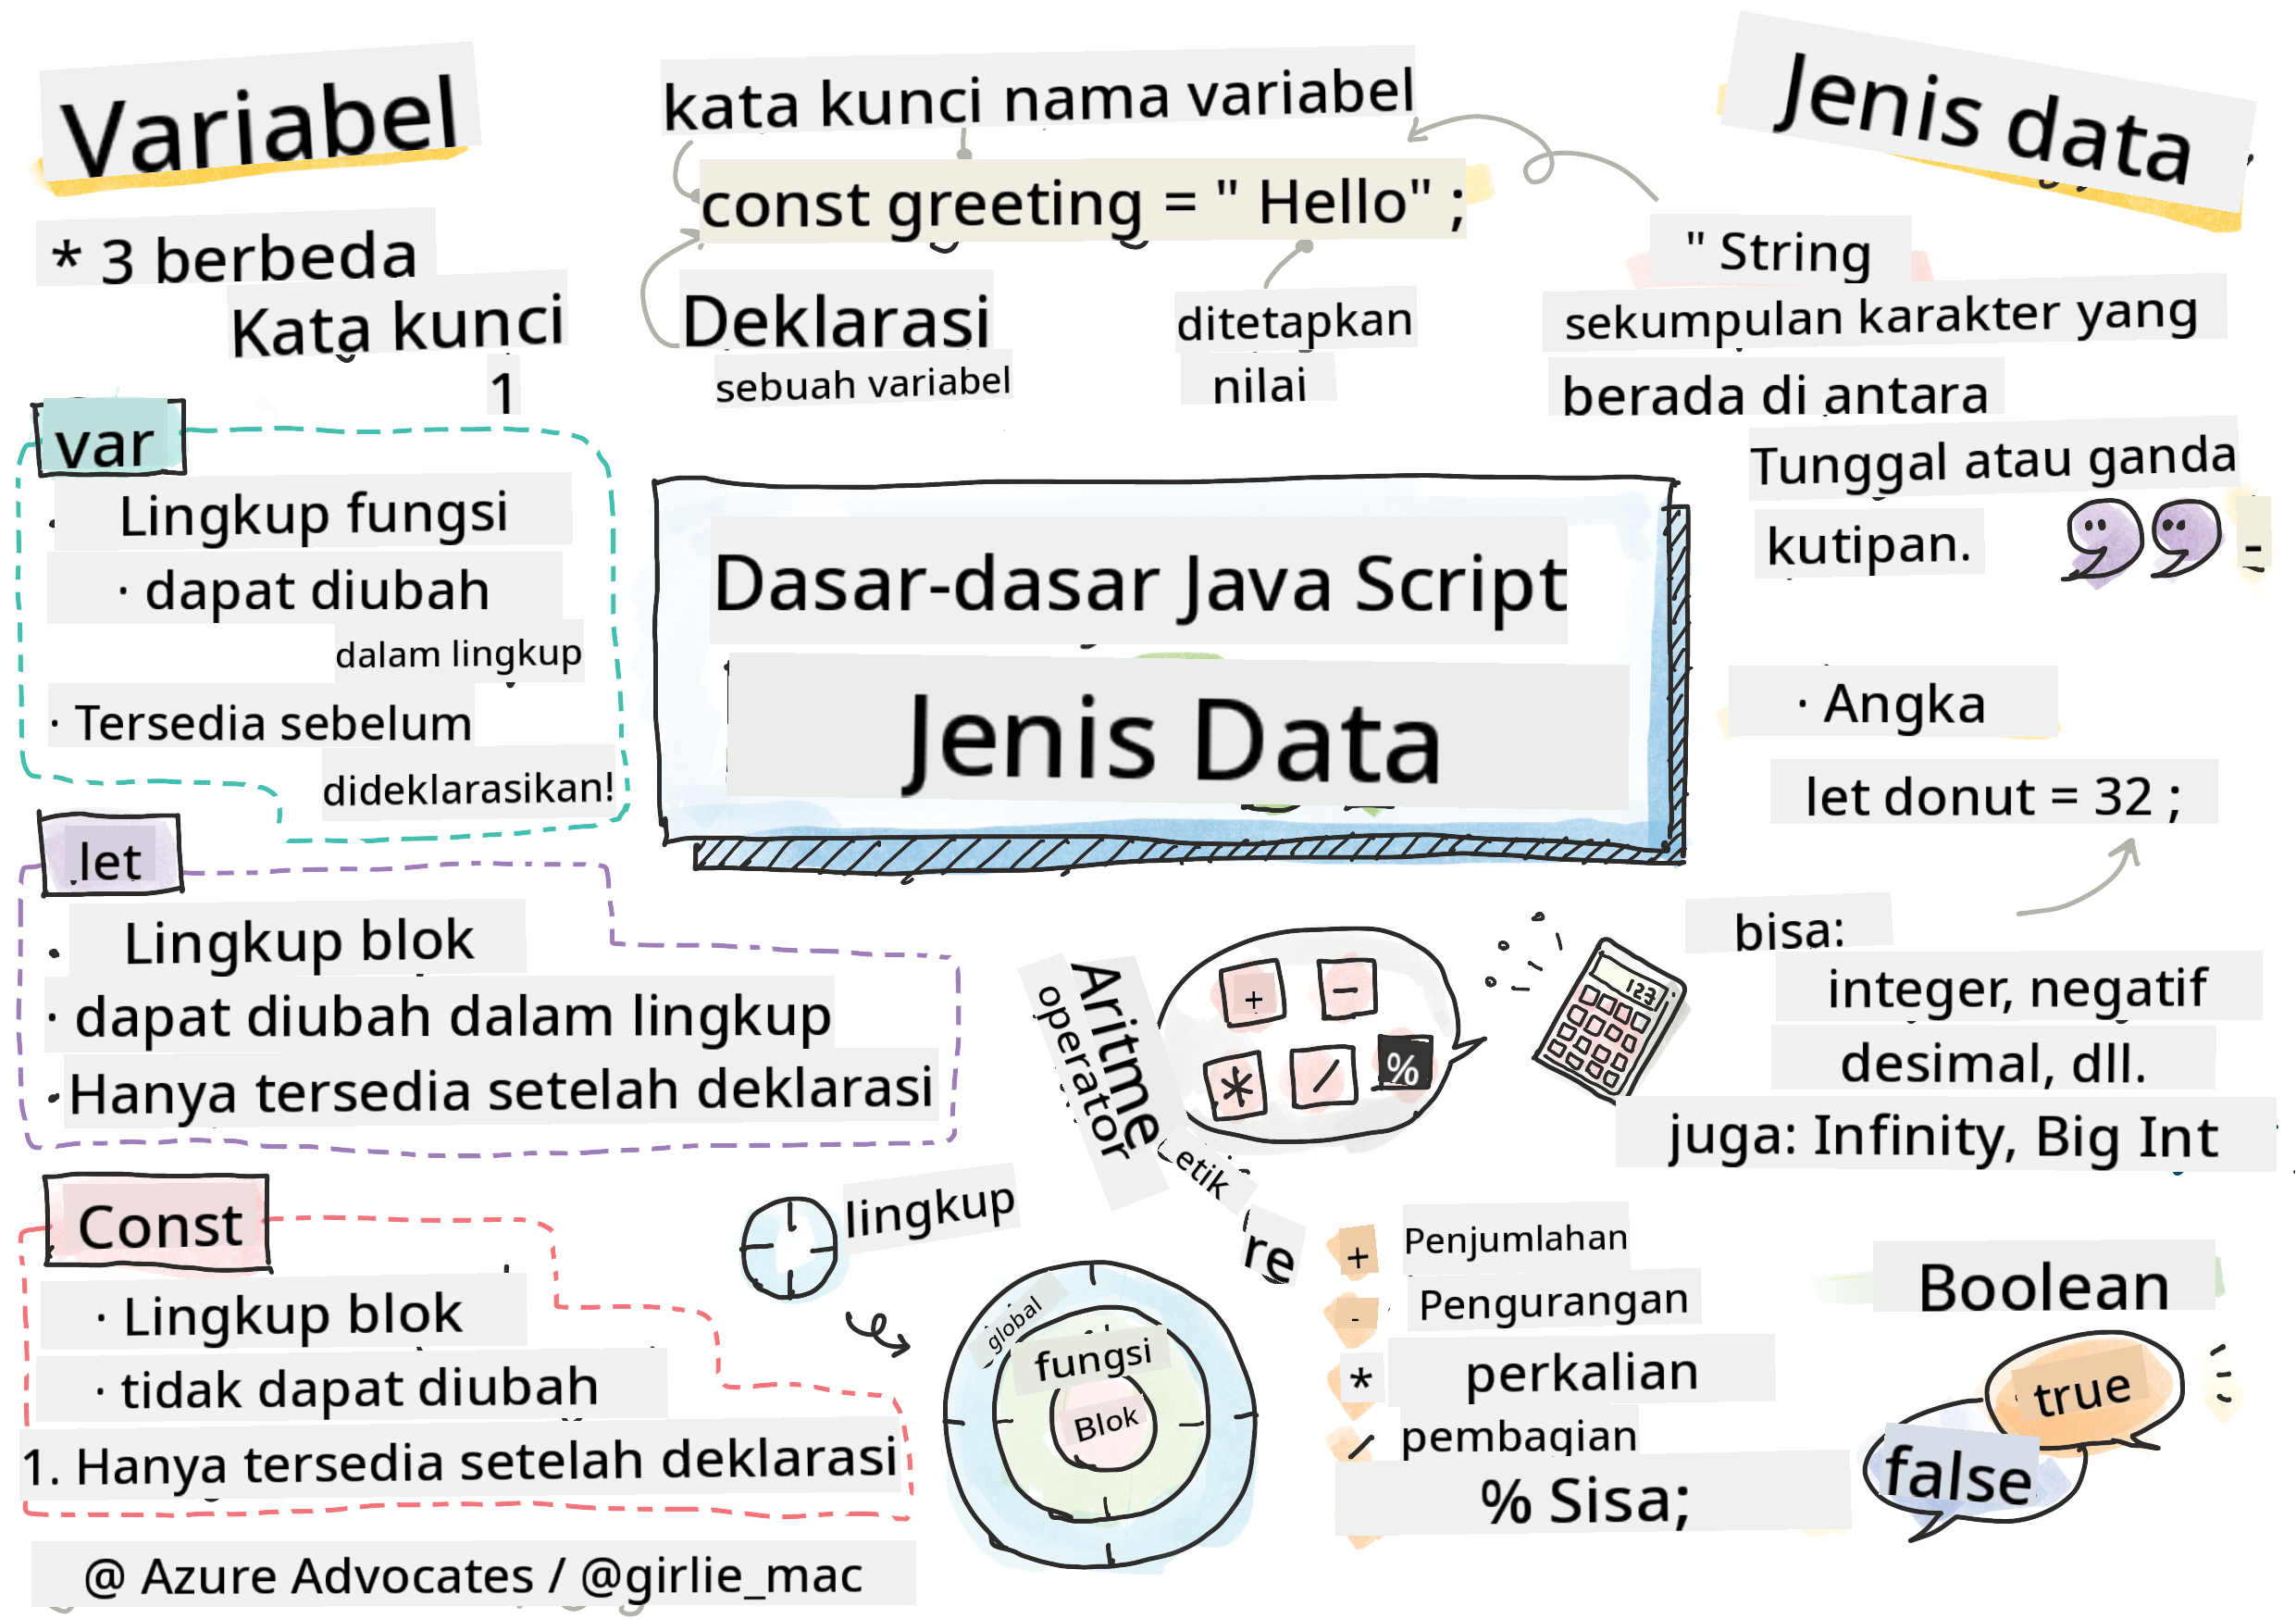 Variabel
* 3 berbeda
Kata kunci
1
var
Lingkup fungsi
· dapat diubah
dalam lingkup
· Tersedia sebelum
dideklarasikan!
let
· Lingkup blok
· dapat diubah dalam lingkup
· Hanya tersedia setelah deklarasi
Const
· Lingkup blok
· tidak dapat diubah
1. Hanya tersedia setelah deklarasi
@ Azure Advocates / @girlie_mac
kata kunci nama variabel
const greeting = " Hello" ;
Deklarasi
sebuah variabel
ditetapkan
nilai
Dasar-dasar Java Script
Jenis Data
Aritme
operator
etik
re
+
−
*
/
%
123
lingkup
global
fungsi
Blok
+ Penjumlahan
- Pengurangan
* perkalian
/ pembagian
% Sisa;
Jenis data
" String
sekumpulan karakter yang
berada di antara
Tunggal atau ganda
kutipan.
-
· Angka
let donut = 32 ;
bisa:
integer, negatif
desimal, dll.
juga: Infinity, Big Int
Boolean
true
false